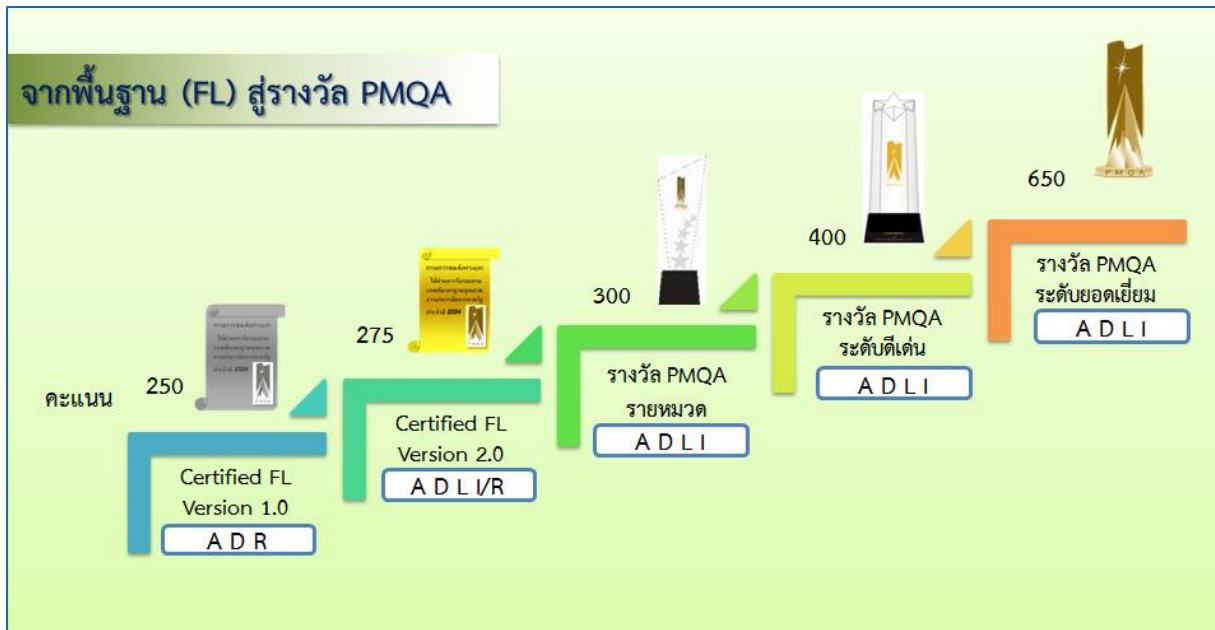 จากพื้นฐาน (FL) สู่รางวัล PMQA
คะแนน
250
Certified FL
Version 1.0
A D R
275
Certified FL
Version 2.0
A D L I/R
300
รางวัล PMQA
รายหมวด
A D L I
400
รางวัล PMQA
ระดับดีเด่น
A D L I
650
PMQA
รางวัล PMQA
ระดับยอดเยี่ยม
A D L I